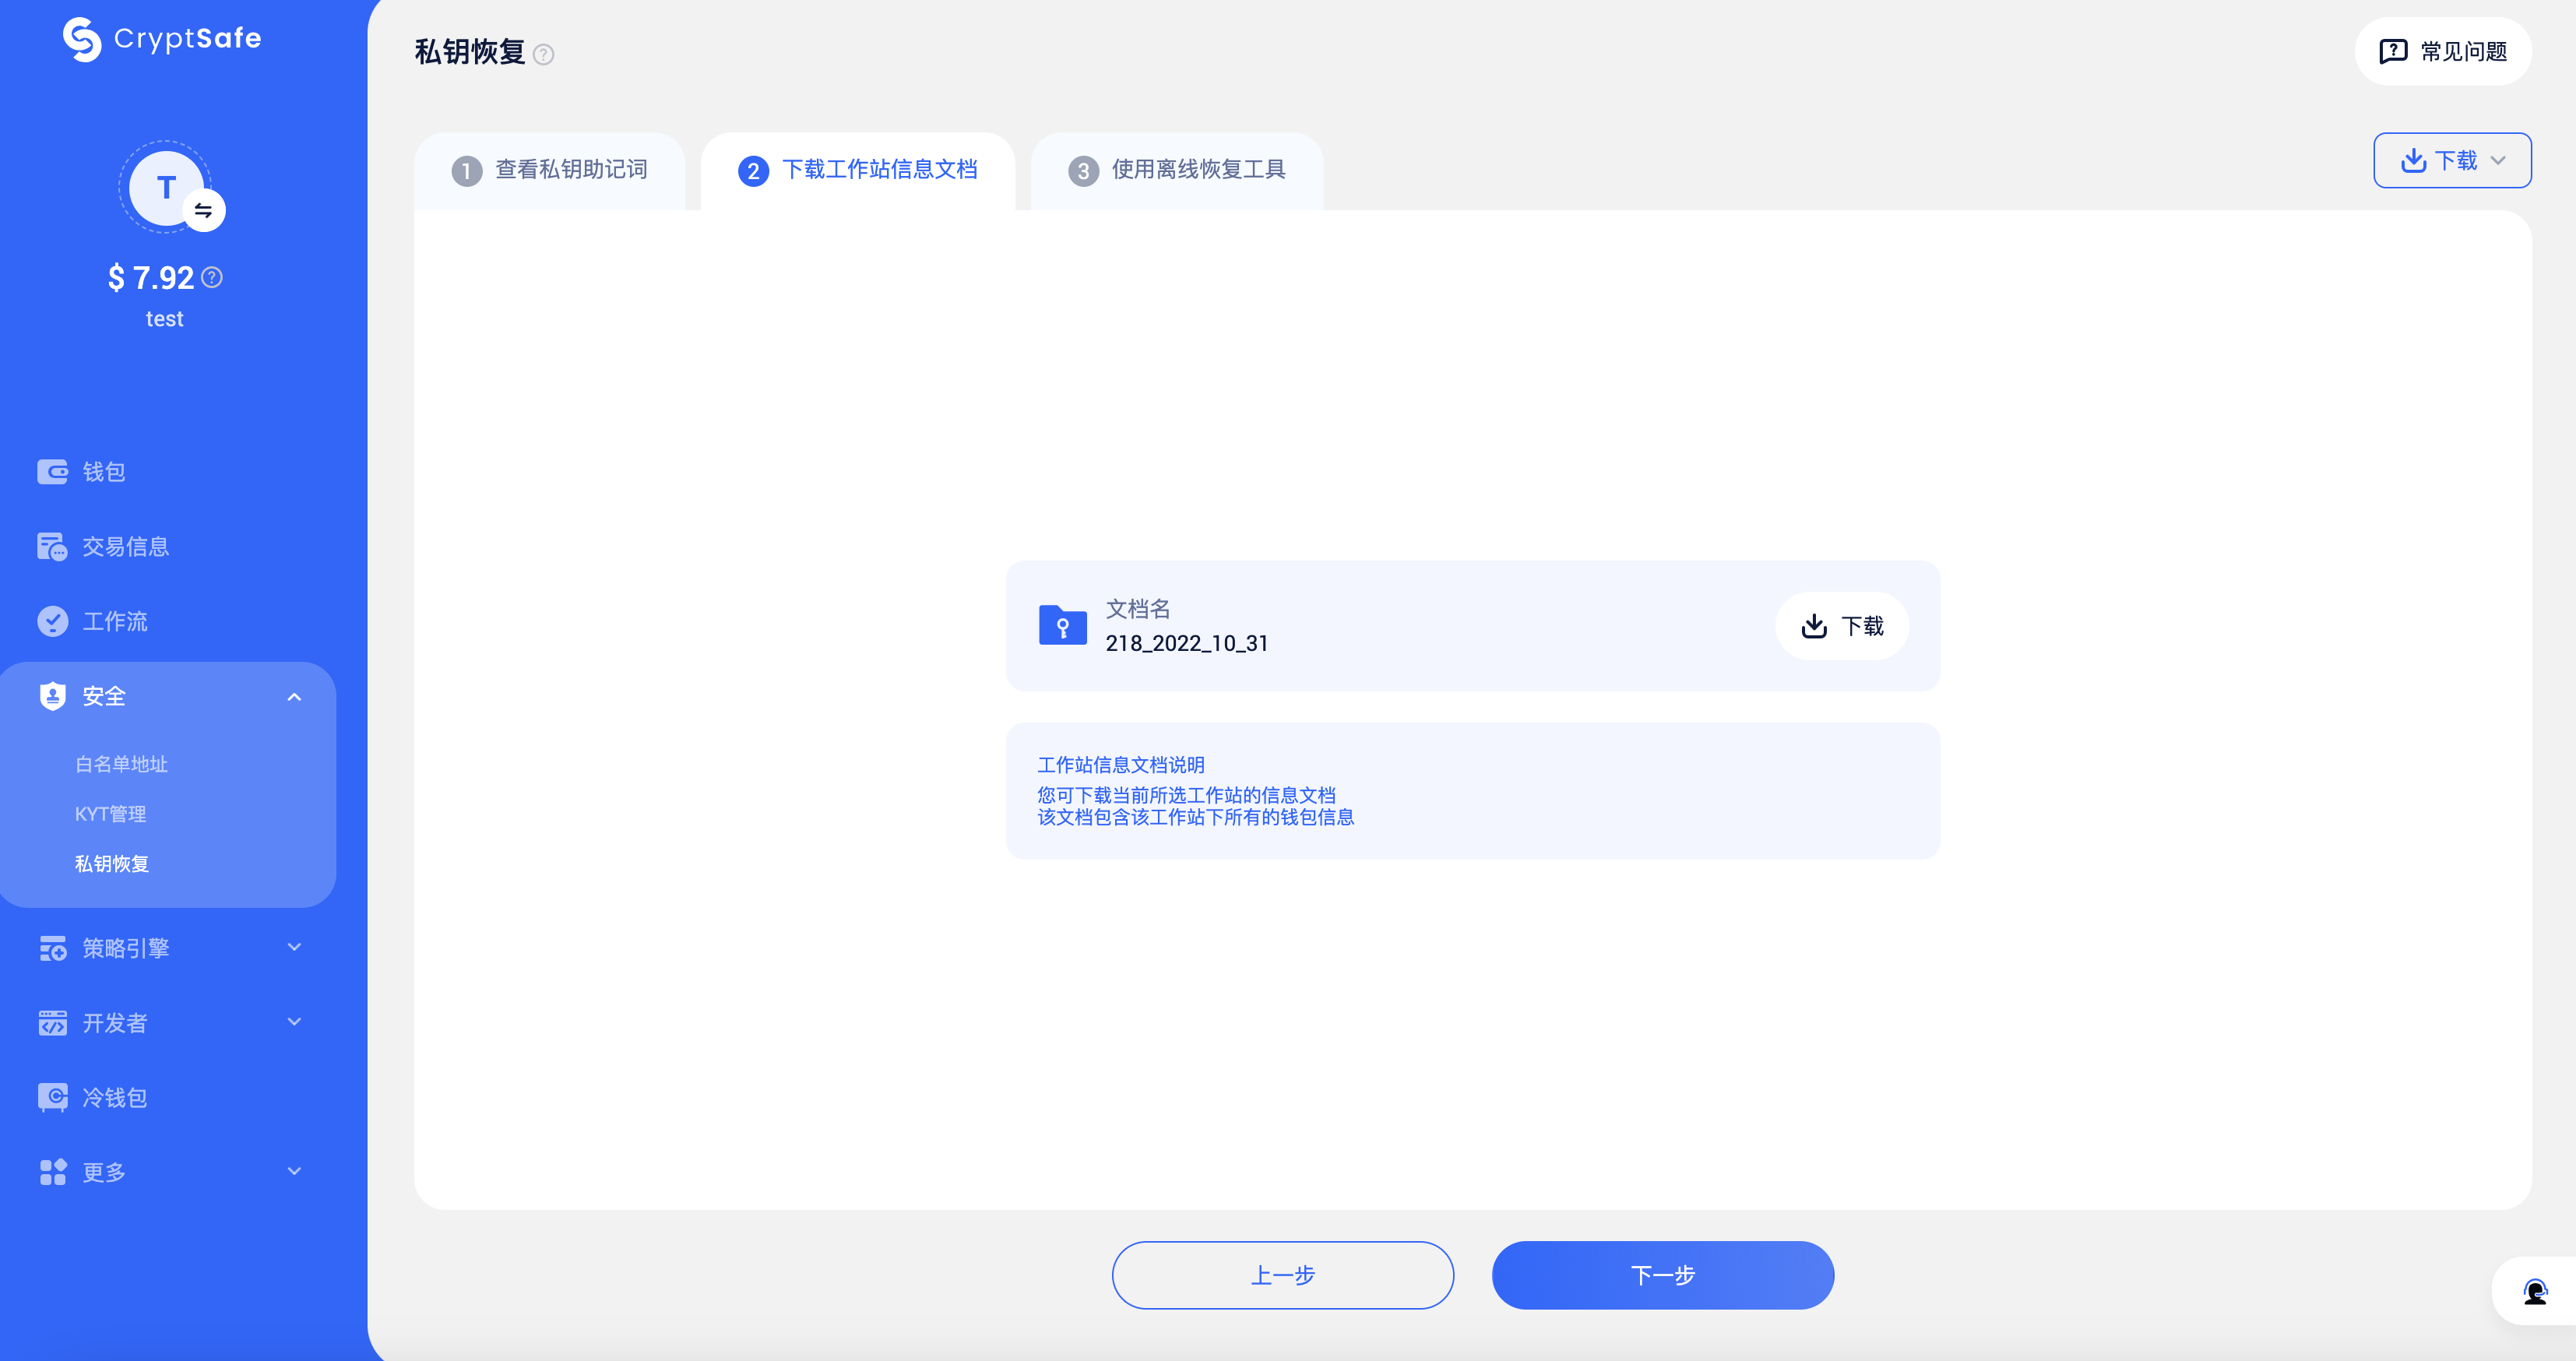 CryptSafe
T
$ 7.92
test
钱包
交易信息
工作流
安全
白名单地址
KYT管理
私钥恢复
策略引擎
开发者
冷钱包
更多
私钥恢复
常见问题
1 查看私钥助记词
2 下载工作站信息文档
3 使用离线恢复工具
下载
文档名
218_2022_10_31
下载
工作站信息文档说明
您可下载当前所选工作站的信息文档
该文档包含该工作站下所有的钱包信息
上一步
下一步